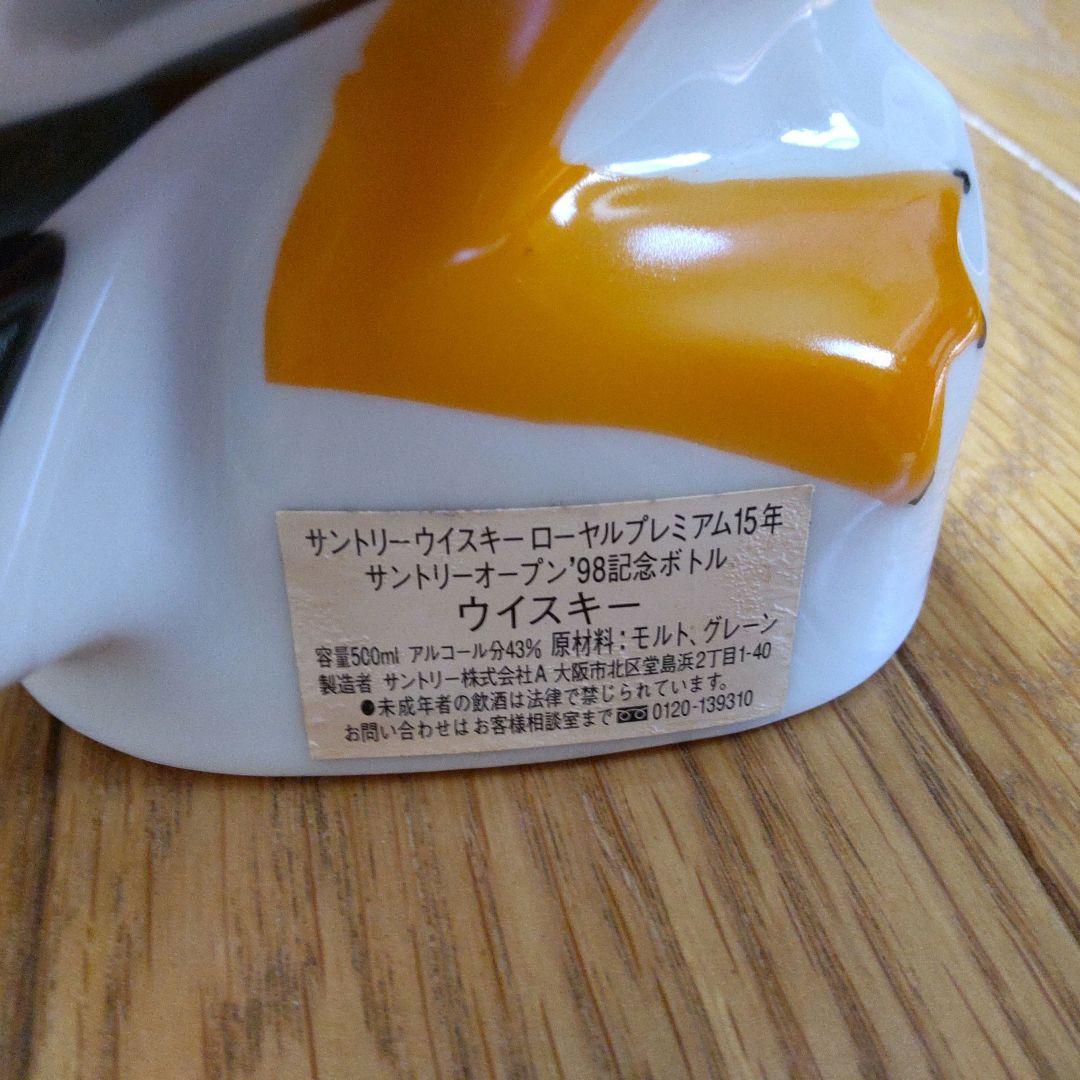 サントリーウイスキー ローヤルプレミアム15年
サントリーオープン'98記念ボトル
ウイスキー
容量500ml アルコール分43% 原材料：モルト、グレーン
製造者 サントリー株式会社A 大阪市北区堂島浜2丁目1-40
●未成年者の飲酒は法律で禁じられています。
お問い合わせは お客様相談室まで 0120-139310